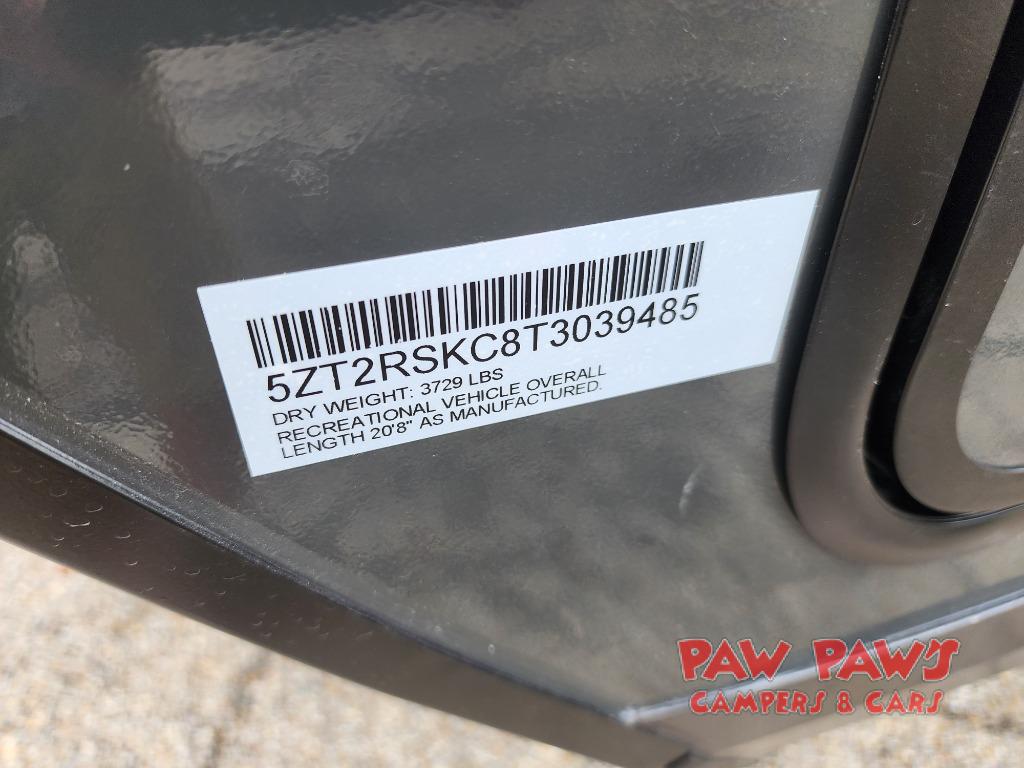 5ZT2RSKC8T3039485
DRY WEIGHT: 3729 LBS
RECREATIONAL VEHICLE OVERALL
LENGTH 20'8" AS MANUFACTURED.
PAW PAW'S
CAMPERS & CARS